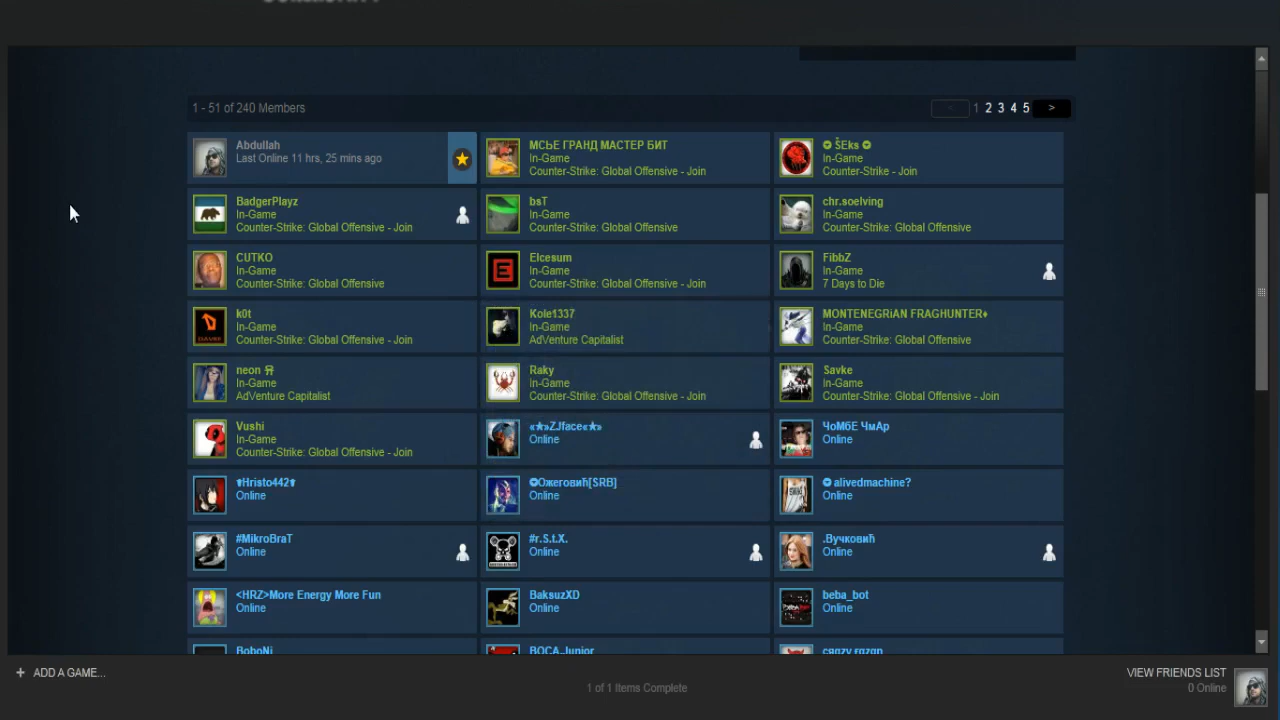 1 - 51 of 240 Members
1 2 3 4 5 >
Abdullah
Last Online 11 hrs, 25 mins ago
МСЬЕ ГРАНД МАСТЕР БИТ
In-Game
Counter-Strike: Global Offensive - Join
✪ ŠEks ✪
In-Game
Counter-Strike - Join
BadgerPlayz
In-Game
Counter-Strike: Global Offensive - Join
bsT
In-Game
Counter-Strike: Global Offensive
chr.soelving
In-Game
Counter-Strike: Global Offensive
CUTKO
In-Game
Counter-Strike: Global Offensive
Elcesum
In-Game
Counter-Strike: Global Offensive - Join
FibbZ
In-Game
7 Days to Die
k0t
In-Game
Counter-Strike: Global Offensive - Join
Kole1337
In-Game
AdVenture Capitalist
MONTENEGRiAN FRAGHUNTER♦
In-Game
Counter-Strike: Global Offensive
neon 유
In-Game
AdVenture Capitalist
Raky
In-Game
Counter-Strike: Global Offensive - Join
Savke
In-Game
Counter-Strike: Global Offensive - Join
Vushi
In-Game
Counter-Strike: Global Offensive - Join
«★»ZJface«★»
Online
ЧоМбЕ ЧмАр
Online
✟Hristo442✟
Online
✪Ожеговић[SRB]
Online
✪ alivedmachine?
Online
#MikroBraT
Online
#r.S.t.X.
Online
.Вучковић
Online
<HRZ>More Energy More Fun
Online
BaksuzXD
Online
beba_bot
Online
BoboNi
BOCA Junior
+ ADD A GAME...
1 of 1 Items Complete
VIEW FRIENDS LIST
0 Online